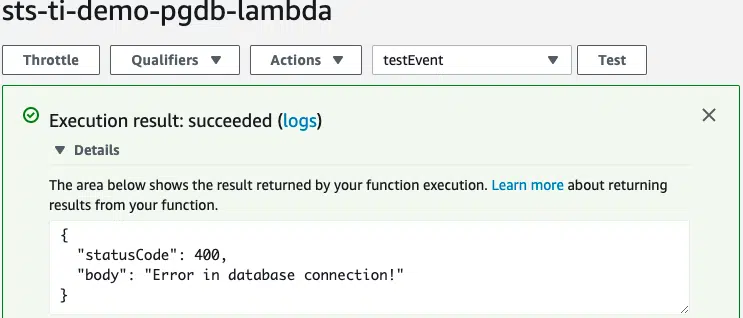 sts-ti-demo-pgdb-lambda
Throttle Qualifiers Actions testEvent Test
Execution result: succeeded (logs)
Details
The area below shows the result returned by your function execution. Learn more about returning
results from your function.
{
"statusCode": 400,
"body": "Error in database connection!"
}